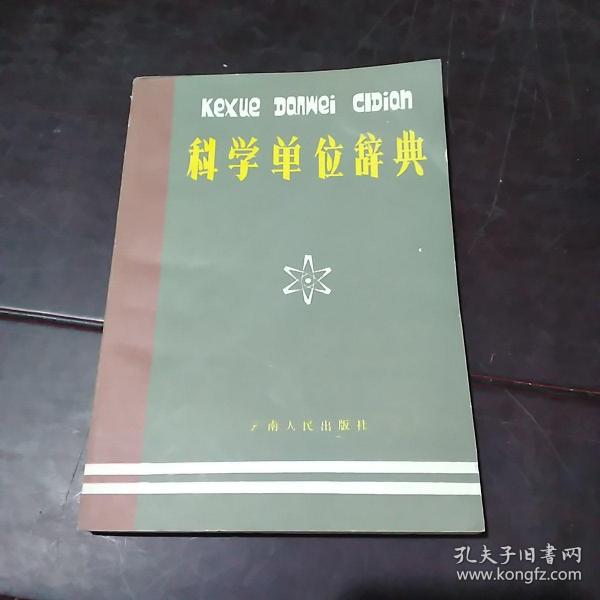 Kexue Danwei CIDian
科学单位辞典
云南人民出版社
孔夫子旧书网
www.kongfz.com